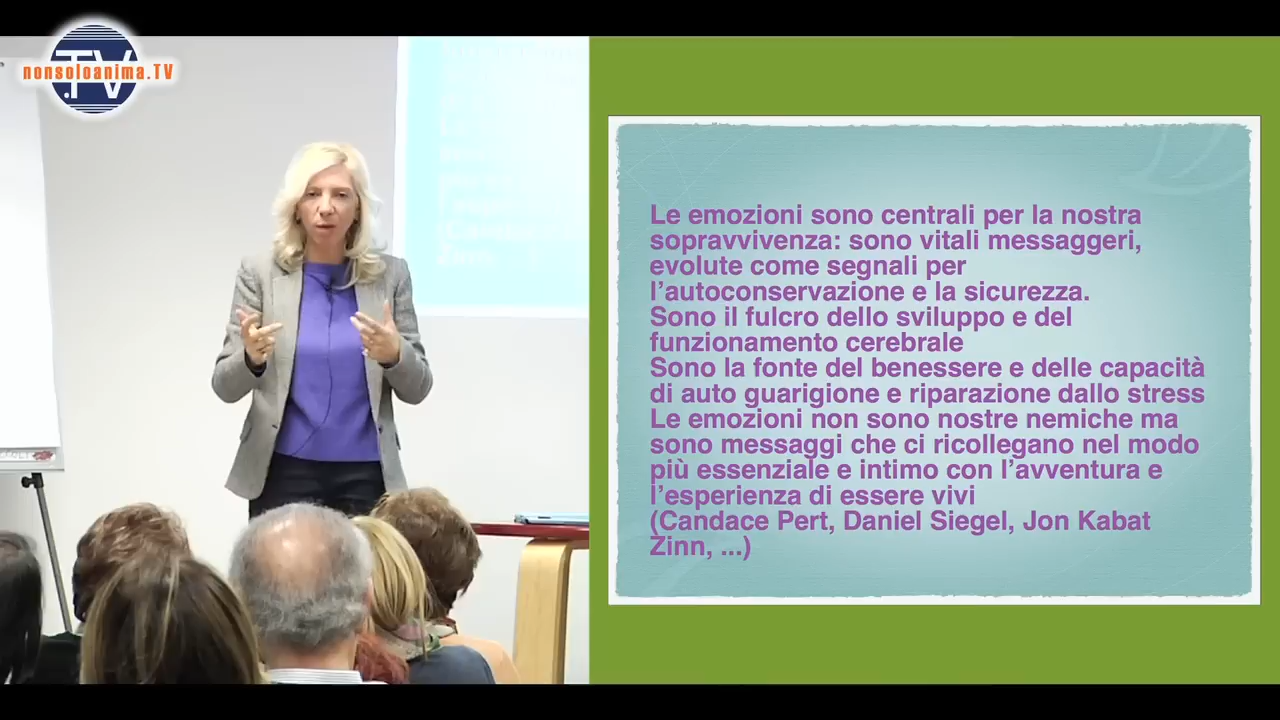 .TV
nonsoloanima.TV
Le emozioni sono centrali per la nostra
sopravvivenza: sono vitali messaggeri,
evolute come segnali per
l'autoconservazione e la sicurezza.
Sono il fulcro dello sviluppo e del
funzionamento cerebrale
Sono la fonte del benessere e delle capacità
di auto guarigione e riparazione dallo stress
Le emozioni non sono nostre nemiche ma
sono messaggi che ci ricollegano nel modo
più essenziale e intimo con l'avventura e
l'esperienza di essere vivi
(Candace Pert, Daniel Siegel, Jon Kabat
Zinn, ...)